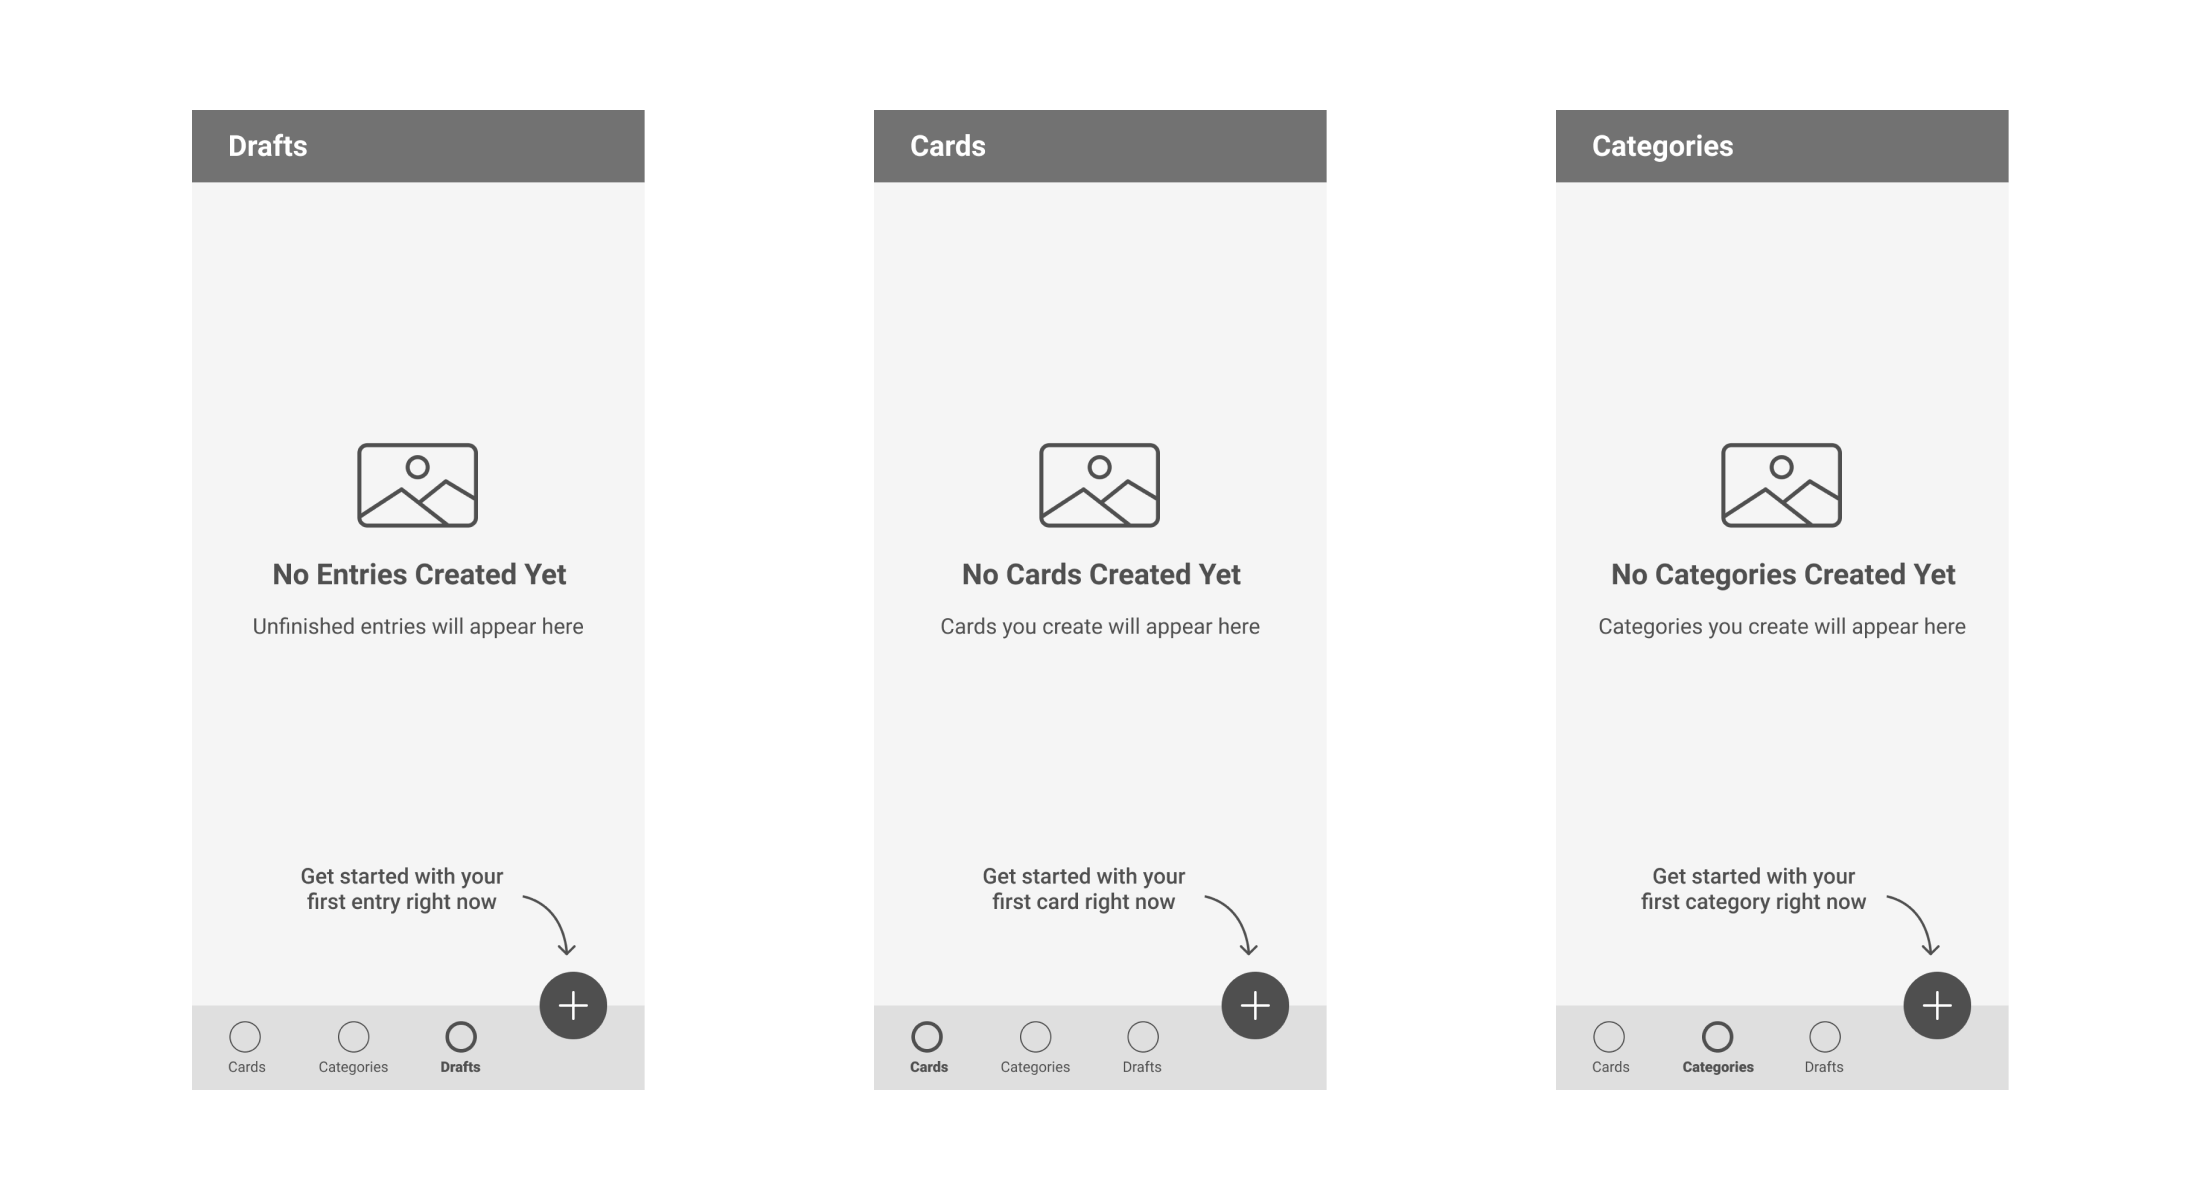 Drafts
No Entries Created Yet
Unfinished entries will appear here
Get started with your
first entry right now
Cards
Categories
Drafts
Cards
No Cards Created Yet
Cards you create will appear here
Get started with your
first card right now
Cards
Categories
Drafts
Categories
No Categories Created Yet
Categories you create will appear here
Get started with your
first category right now
Cards
Categories
Drafts